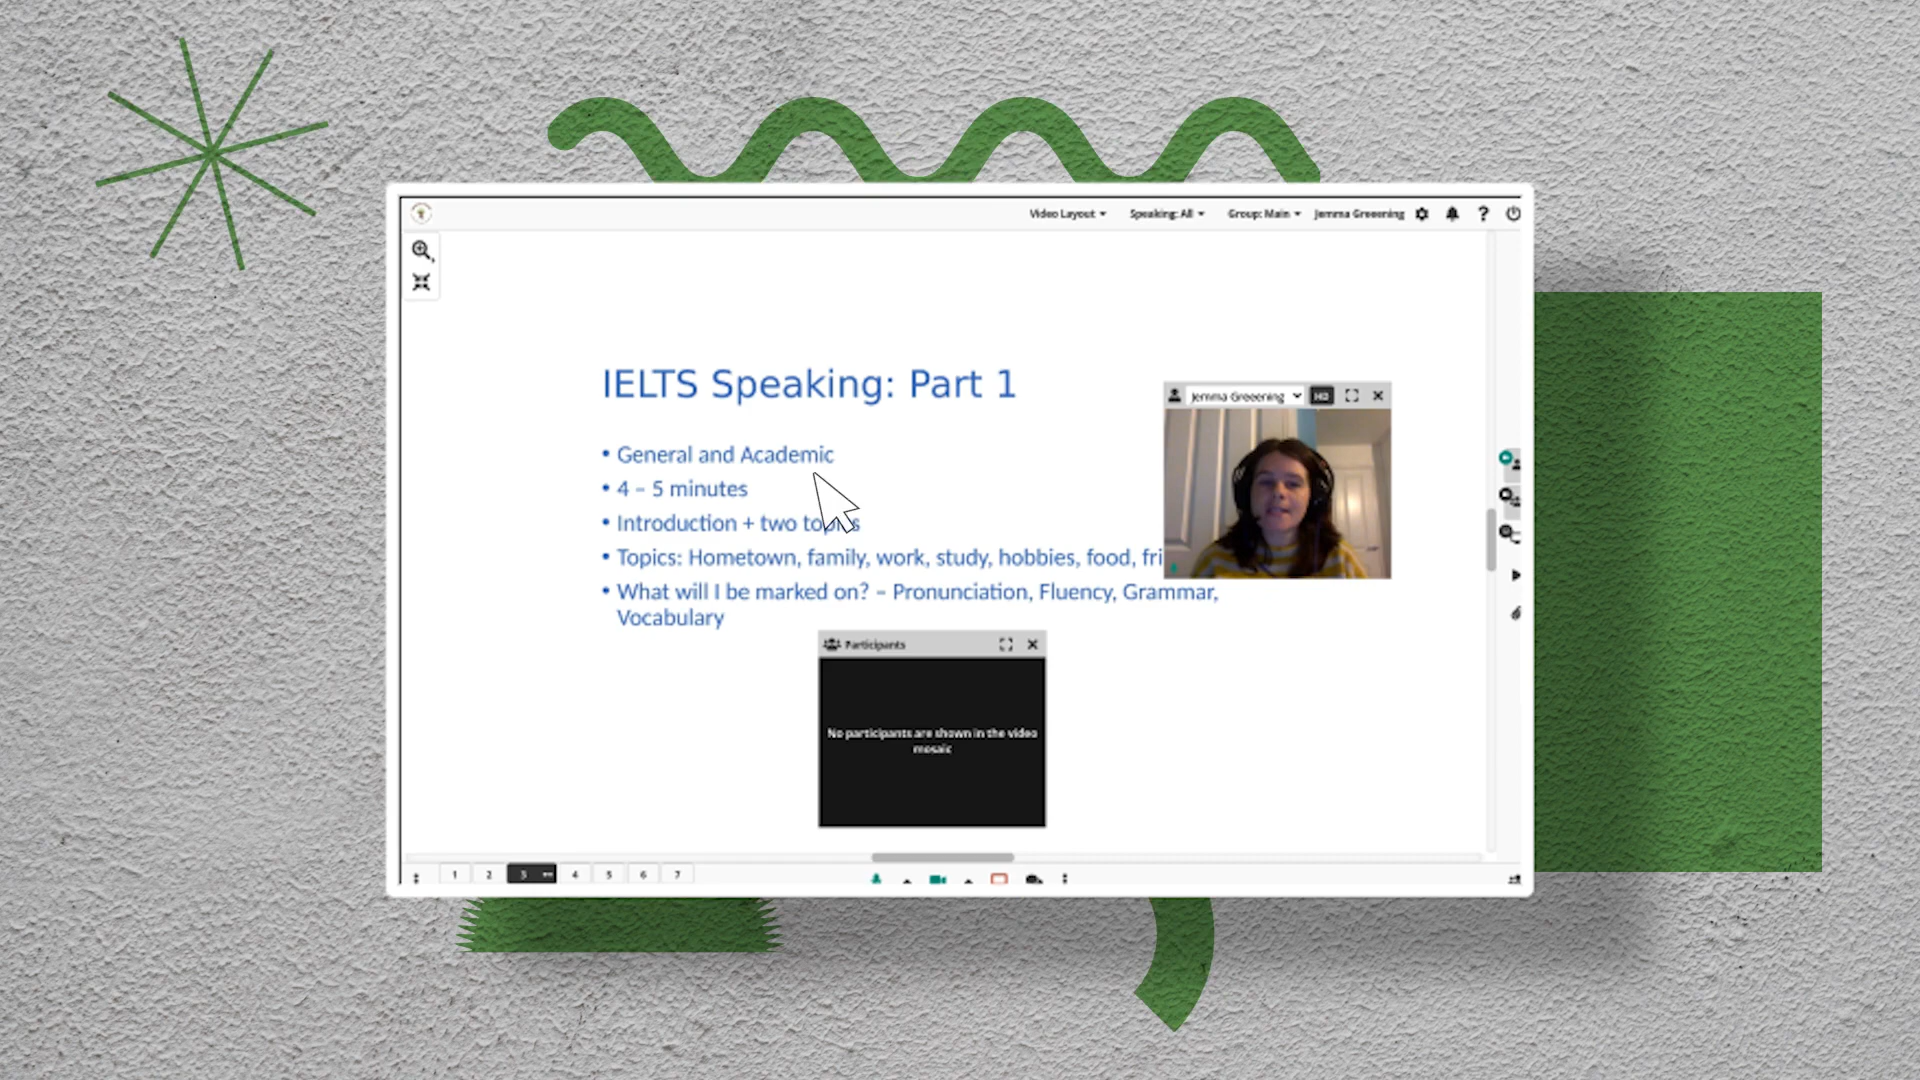 Video Layout Speaking: All Group: Main Jemma Greeening
IELTS Speaking: Part 1
Jemma Greeening HD
• General and Academic
• 4 – 5 minutes
• Introduction + two topics
• Topics: Hometown, family, work, study, hobbies, food, fri
• What will I be marked on? – Pronunciation, Fluency, Grammar,
Vocabulary
Participants
No participants are shown in the video
mosaic
1 2 3 4 5 6 7